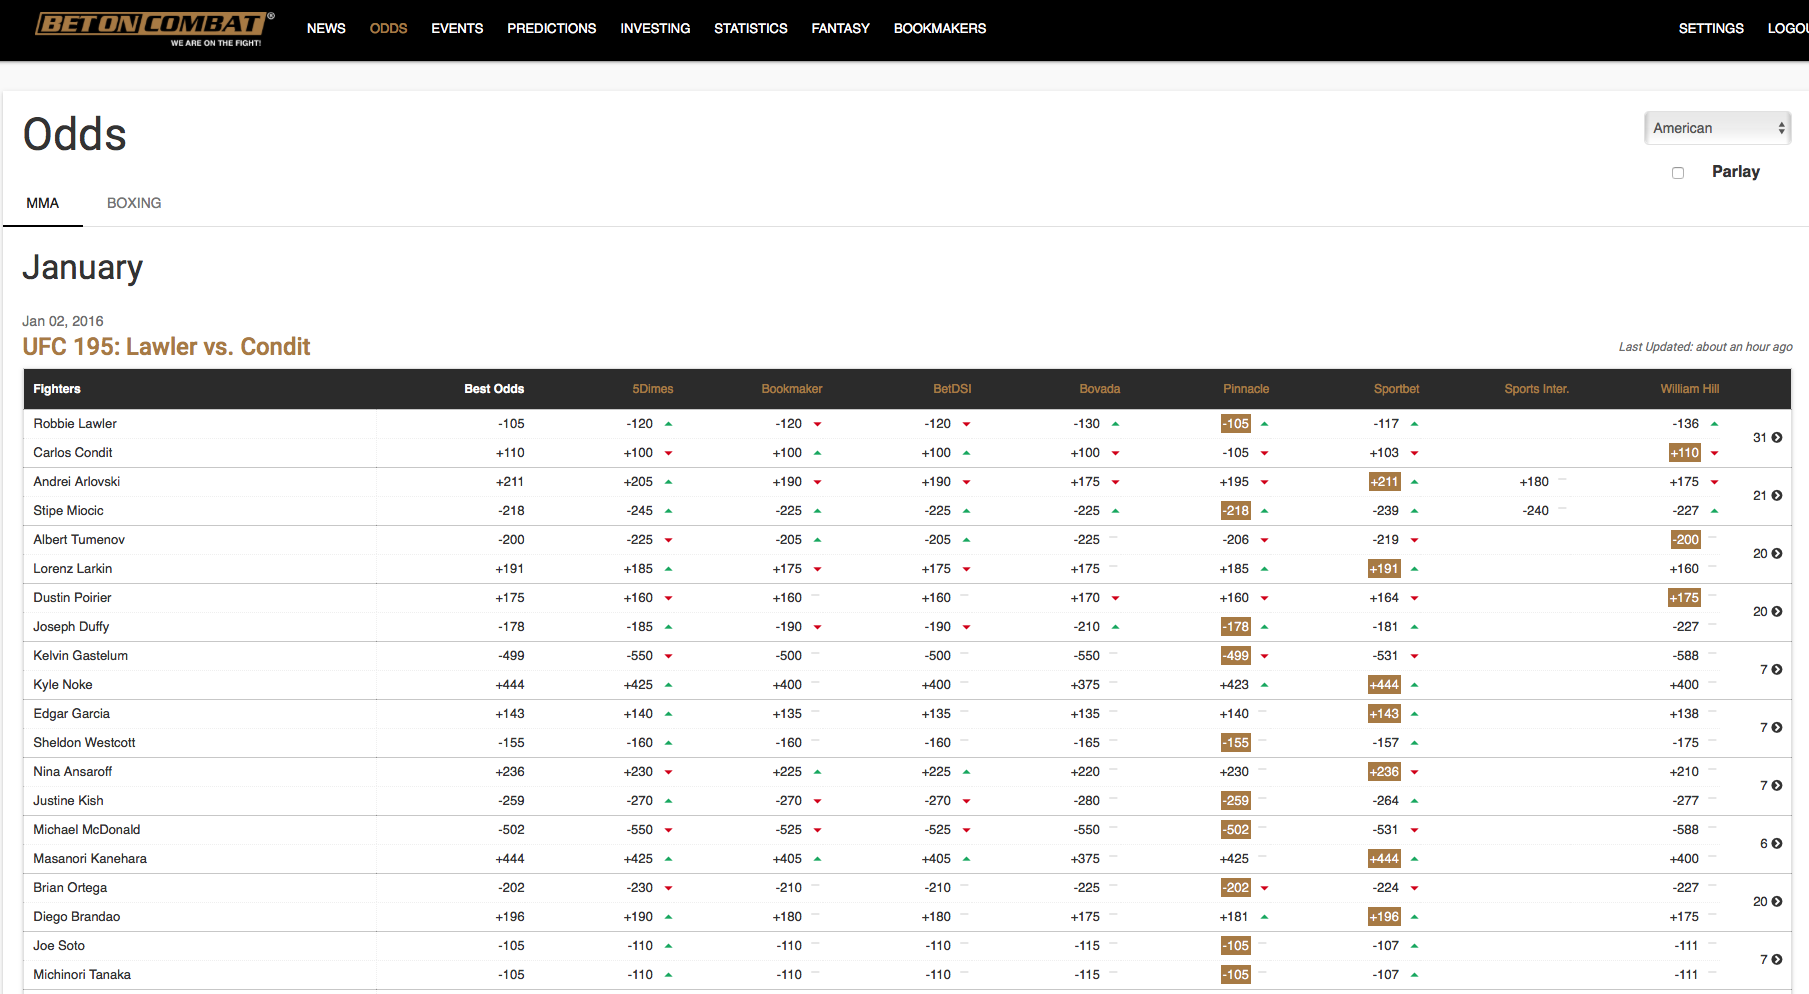 BETONCOMBAT®
WE ARE ON THE FIGHT!
NEWS ODDS EVENTS PREDICTIONS INVESTING STATISTICS FANTASY BOOKMAKERS SETTINGS LOGOU
Odds
American
Parlay
MMA BOXING
January
Jan 02, 2016
UFC 195: Lawler vs. Condit
Last Updated: about an hour ago
Fighters Best Odds 5Dimes Bookmaker BetDSI Bovada Pinnacle Sportbet Sports Inter. William Hill
Robbie Lawler -105 -120 -120 -120 -130 -105 -117 -136
31
Carlos Condit +110 +100 +100 +100 +100 -105 +103 +110
Andrei Arlovski +211 +205 +190 +190 +175 +195 +211 +180 +175
21
Stipe Miocic -218 -245 -225 -225 -225 -218 -239 -240 -227
Albert Tumenov -200 -225 -205 -205 -225 -206 -219 -200
20
Lorenz Larkin +191 +185 +175 +175 +175 +185 +191 +160
Dustin Poirier +175 +160 +160 +160 +170 +160 +164 +175
20
Joseph Duffy -178 -185 -190 -190 -210 -178 -181 -227
Kelvin Gastelum -499 -550 -500 -500 -550 -499 -531 -588
7
Kyle Noke +444 +425 +400 +400 +375 +423 +444 +400
Edgar Garcia +143 +140 +135 +135 +135 +140 +143 +138
7
Sheldon Westcott -155 -160 -160 -160 -165 -155 -157 -175
Nina Ansaroff +236 +230 +225 +225 +220 +230 +236 +210
7
Justine Kish -259 -270 -270 -270 -280 -259 -264 -277
Michael McDonald -502 -550 -525 -525 -550 -502 -531 -588
6
Masanori Kanehara +444 +425 +405 +405 +375 +425 +444 +400
Brian Ortega -202 -230 -210 -210 -225 -202 -224 -227
20
Diego Brandao +196 +190 +180 +180 +175 +181 +196 +175
Joe Soto -105 -110 -110 -110 -115 -105 -107 -111
7
Michinori Tanaka -105 -110 -110 -110 -115 -105 -107 -111